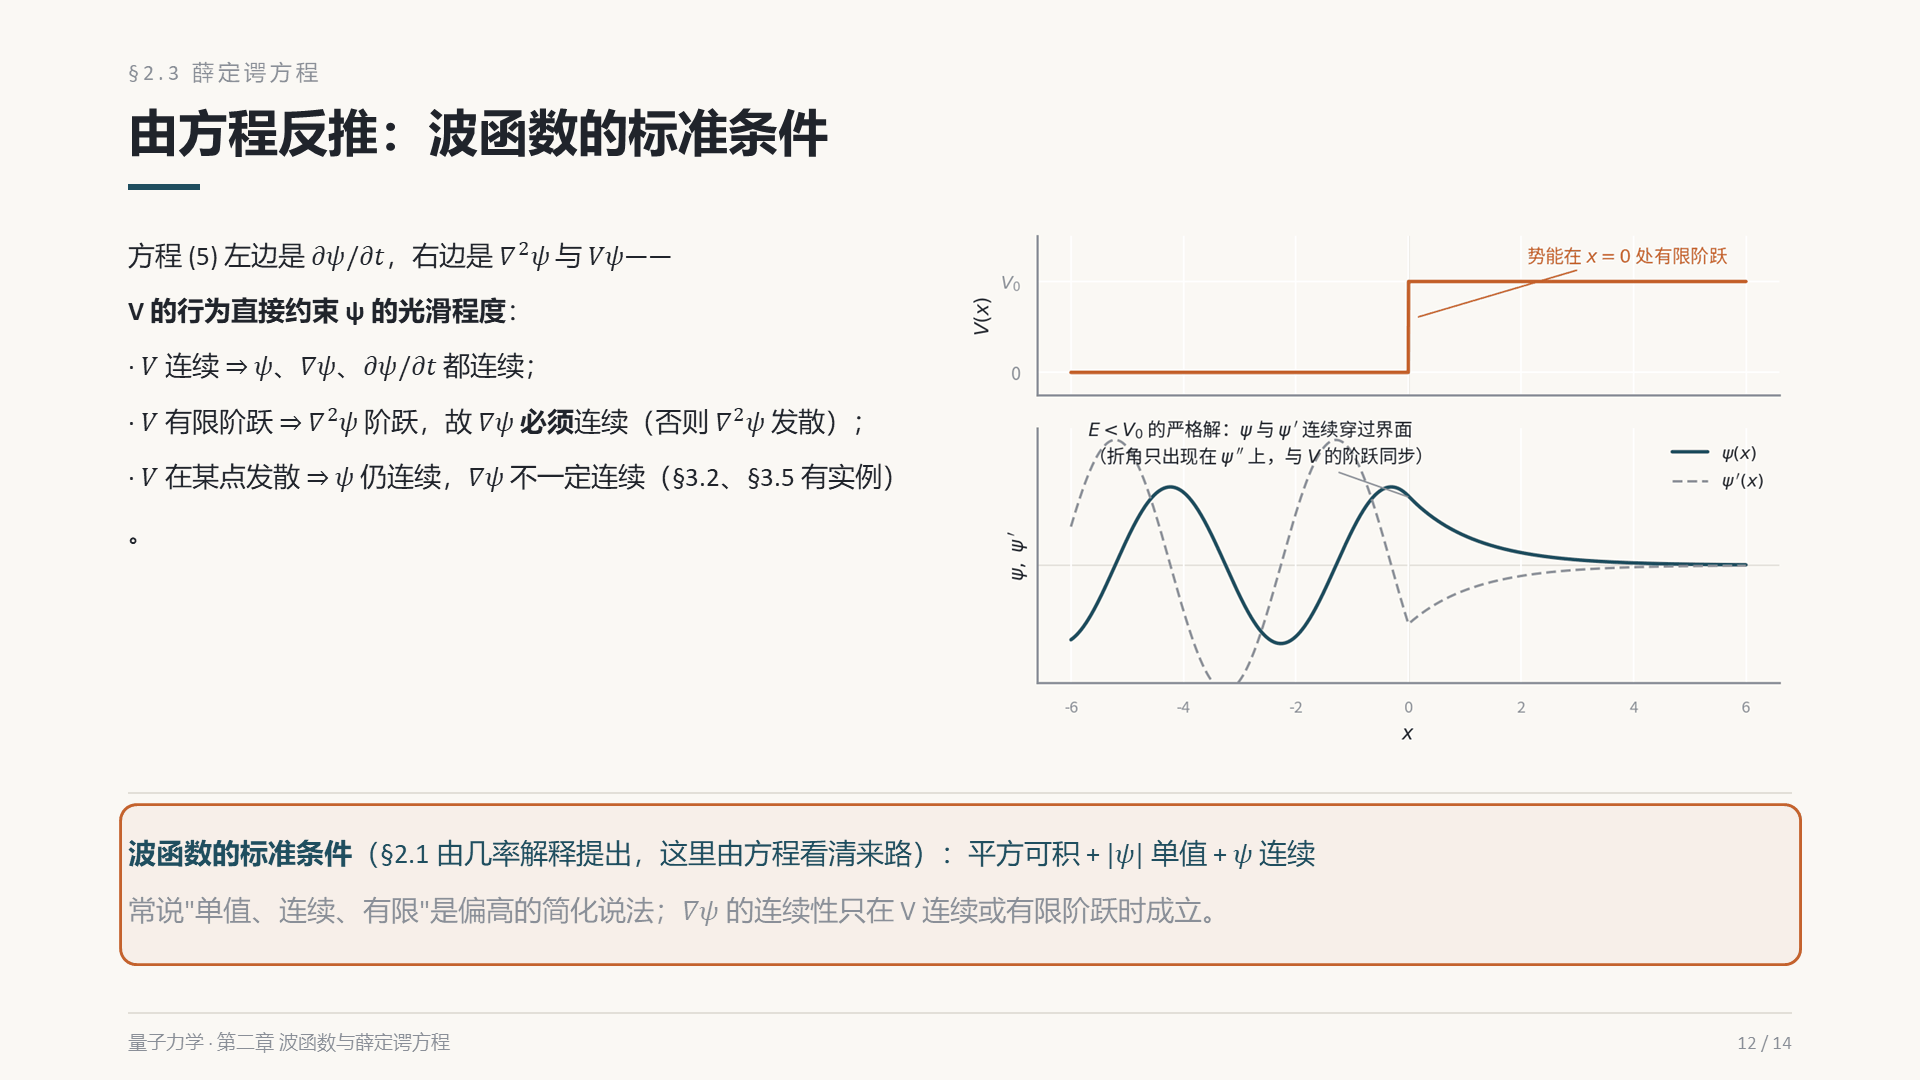 §2.3 薛定谔方程
由方程反推：波函数的标准条件
方程 (5) 左边是 ∂ψ/∂t，右边是 ∇²ψ 与 Vψ——
V 的行为直接约束 ψ 的光滑程度：
· V 连续 ⇒ ψ、∇ψ、∂ψ/∂t 都连续；
· V 有限阶跃 ⇒ ∇²ψ 阶跃，故 ∇ψ 必须连续（否则 ∇²ψ 发散）；
· V 在某点发散 ⇒ ψ 仍连续，∇ψ 不一定连续（§3.2、§3.5 有实例）
。
势能在 x = 0 处有限阶跃
V₀
V(x)
0
E < V₀ 的严格解：ψ 与 ψ′ 连续穿过界面
（折角只出现在 ψ″ 上，与 V 的阶跃同步）
ψ(x)
ψ′(x)
ψ, ψ′
-6 -4 -2 0 2 4 6
x
波函数的标准条件（§2.1 由几率解释提出，这里由方程看清来路）：平方可积 + |ψ| 单值 + ψ 连续
常说"单值、连续、有限"是偏高的简化说法；∇ψ 的连续性只在 V 连续或有限阶跃时成立。
量子力学 · 第二章 波函数与薛定谔方程
12 / 14